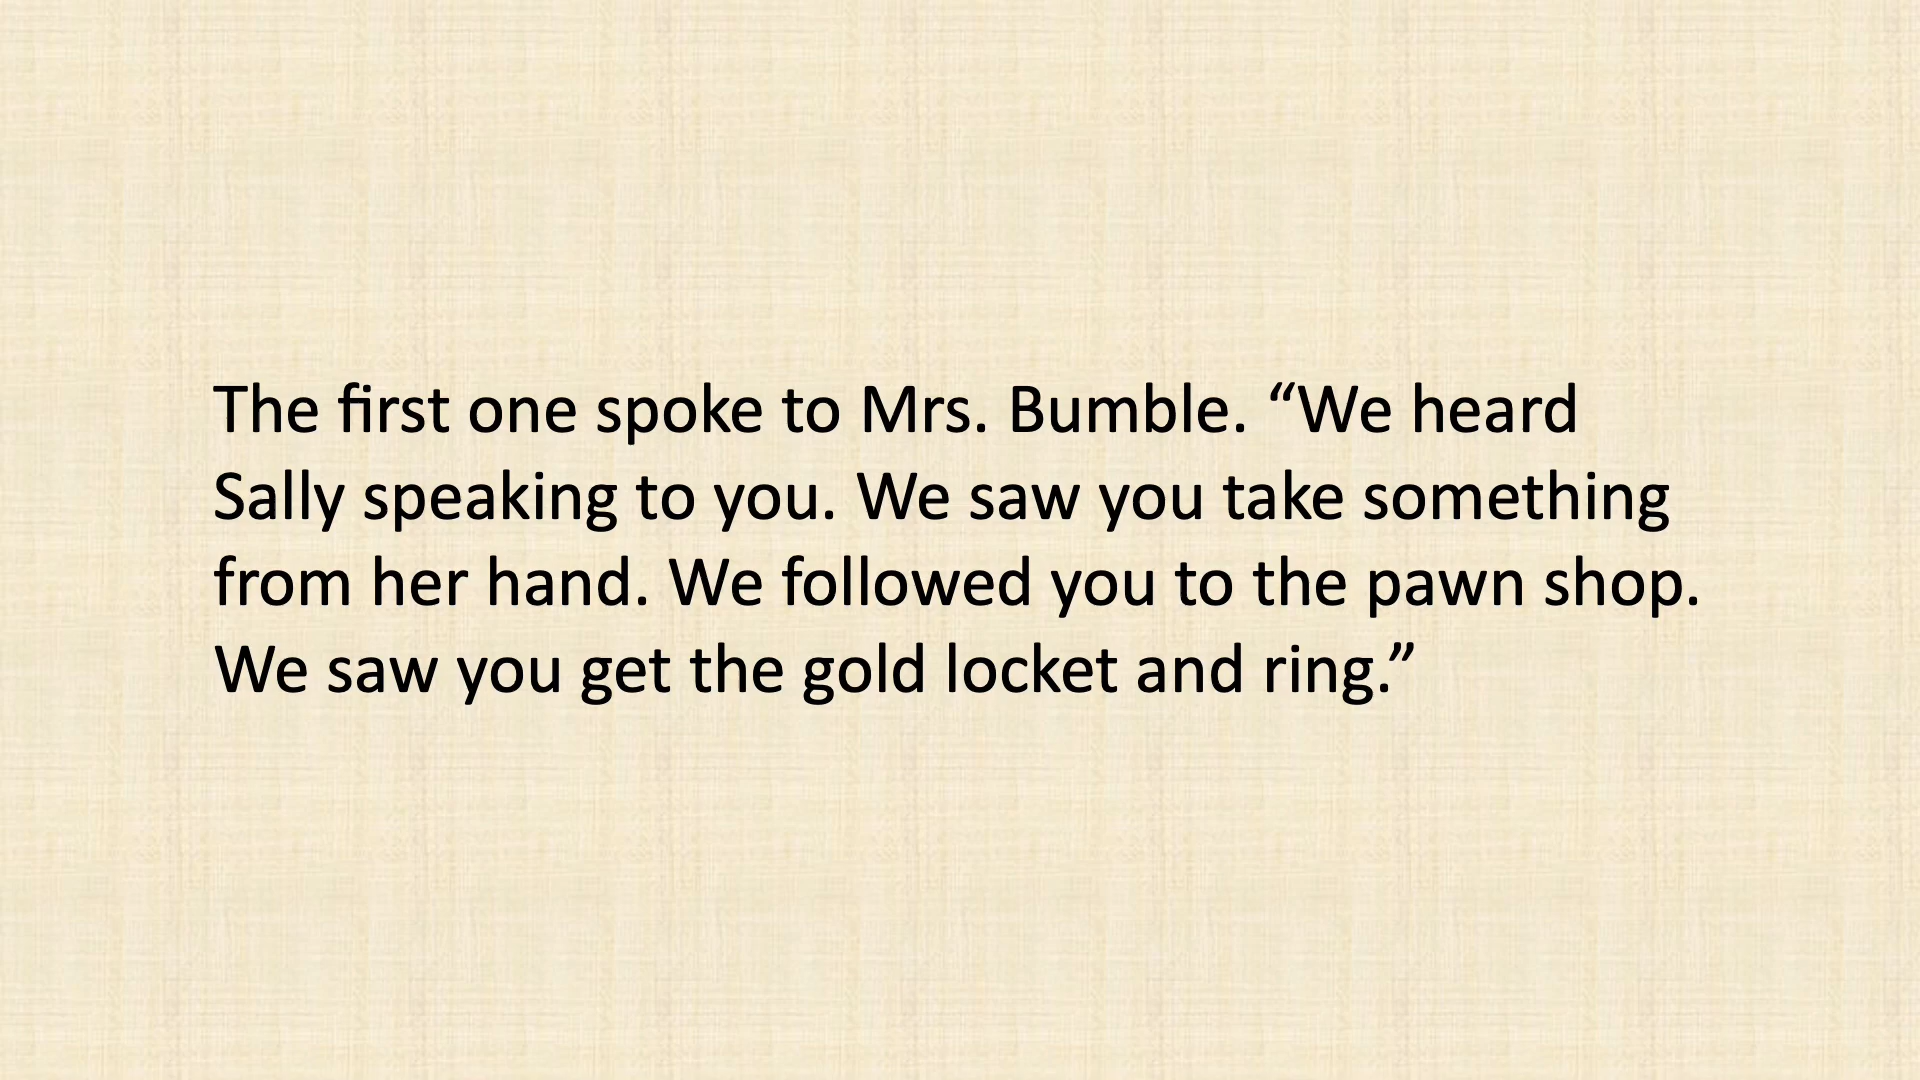 The first one spoke to Mrs. Bumble. “We heard
Sally speaking to you. We saw you take something
from her hand. We followed you to the pawn shop.
We saw you get the gold locket and ring.”